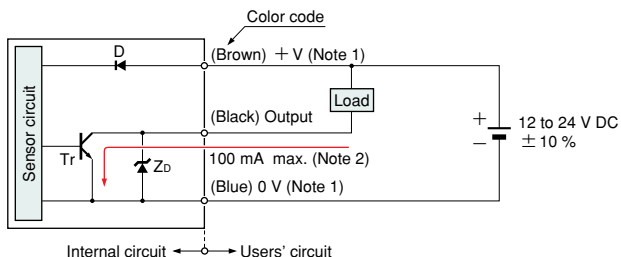 Color code
D
(Brown) +V (Note 1)
Sensor circuit
(Black) Output
Load
Tr
ZD
100 mA max. (Note 2)
+
−
12 to 24 V DC
± 10 %
(Blue) 0 V (Note 1)
Internal circuit
Users' circuit